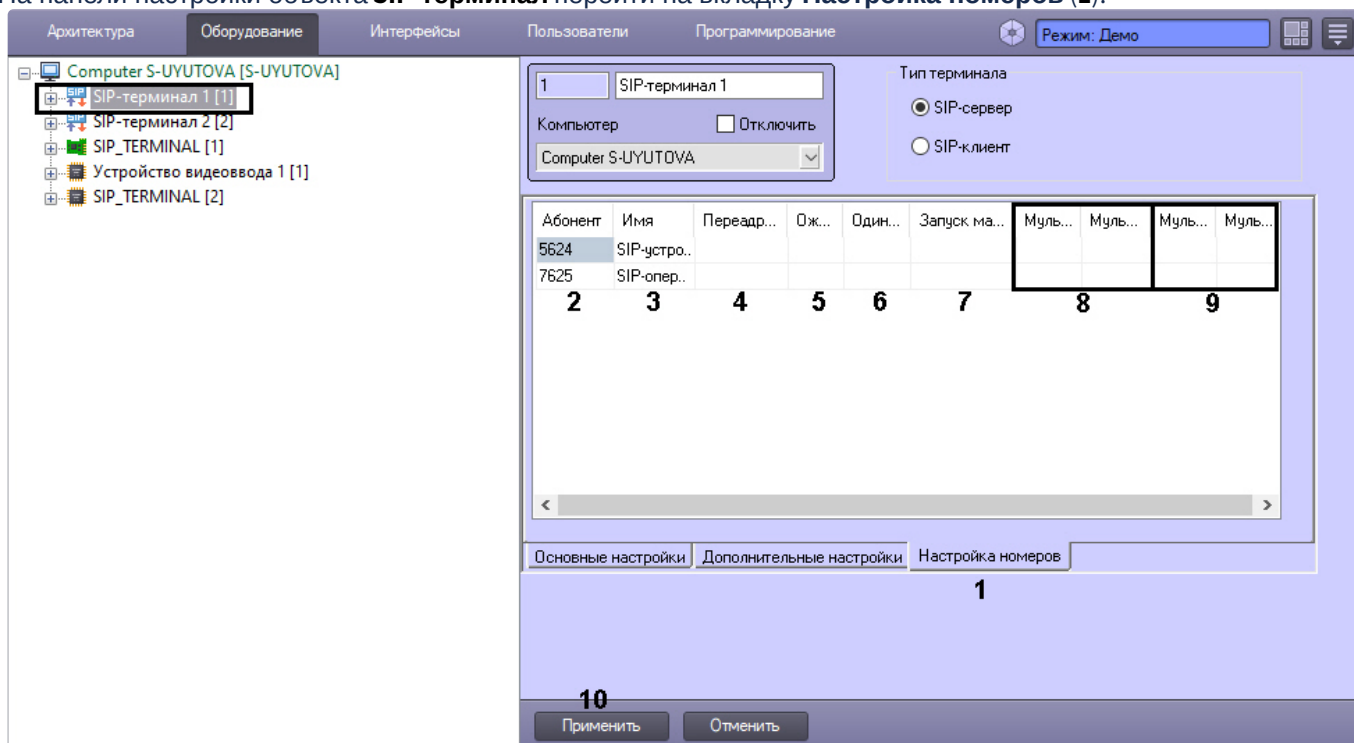 На панели настройки объекта SIP-терминал перейти на вкладку Настройка номеров (1).
Архитектура Оборудование Интерфейсы Пользователи Программирование Режим: Демо
Computer S-UYUTOVA [S-UYUTOVA]
SIP-терминал 1 [1]
SIP-терминал 2 [2]
SIP_TERMINAL [1]
Устройство видеоввода 1 [1]
SIP_TERMINAL [2]
1 SIP-терминал 1
Компьютер Отключить
Computer S-UYUTOVA
Тип терминала
SIP-сервер
SIP-клиент
Абонент Имя Переадр... Ож... Один... Запуск ма... Муль... Муль... Муль... Муль...
5624 SIP-устро..
7625 SIP-опер..
2 3 4 5 6 7 8 9
Основные настройки Дополнительные настройки Настройка номеров
1
10
Применить Отменить